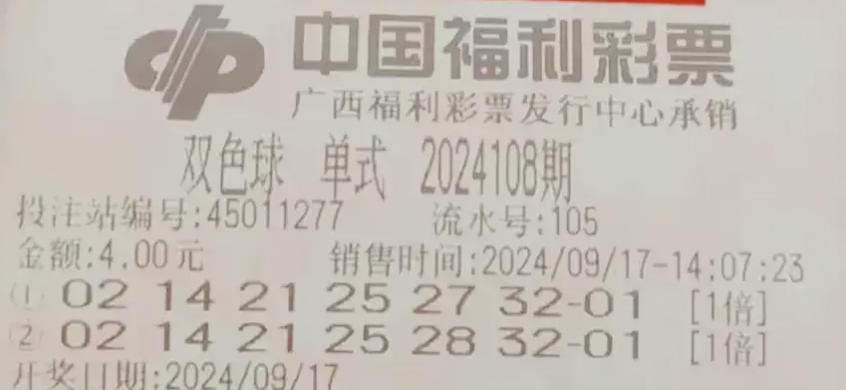 中国福利彩票
广西福利彩票发行中心承销
双色球 单式 2024108期
投注站编号:45011277 流水号:105
金额:4.00元 销售时间:2024/09/17-14:07:23
① 02 14 21 25 27 32-01 [1倍]
② 02 14 21 25 28 32-01 [1倍]
开奖日期:2024/09/17